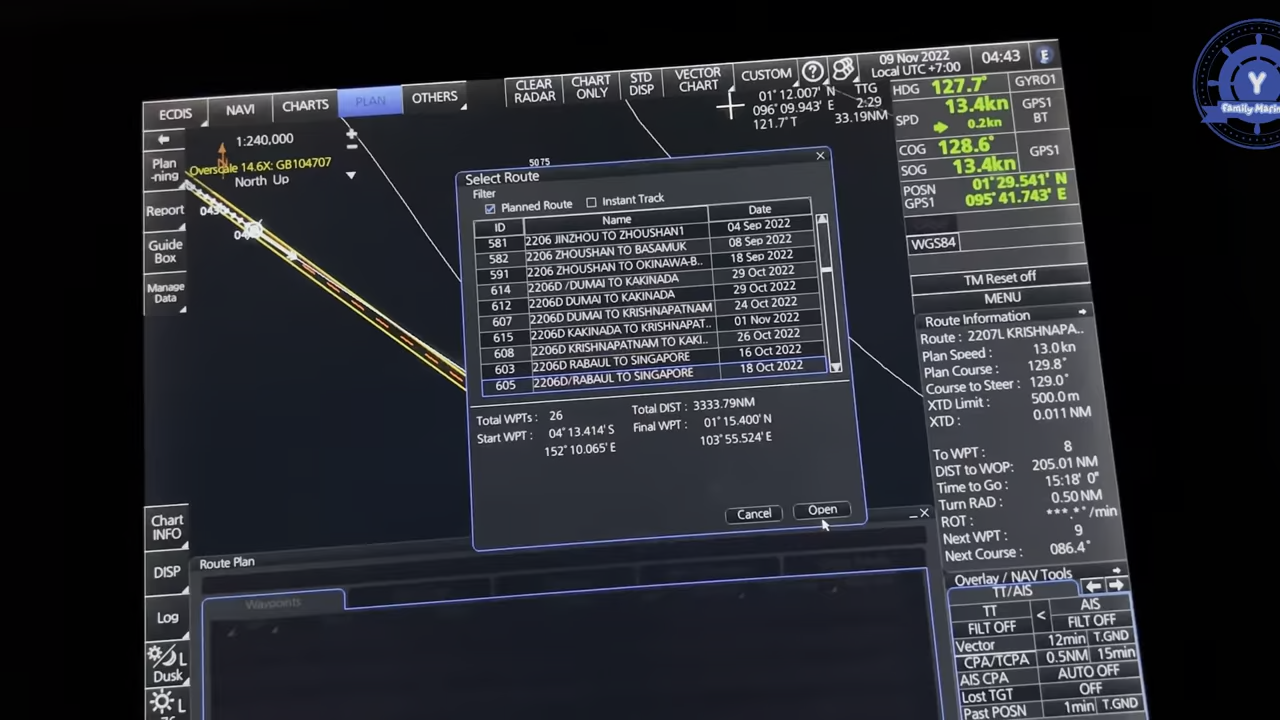 ECDIS NAVI CHARTS PLAN OTHERS
CLEAR RADAR
CHART ONLY
STD DISP
VECTOR CHART
CUSTOM
?
09 Nov 2022
Local UTC +7:00
04:43
E
01° 12.007' N
096° 09.943' E
121.7° T
TTG
2:29
33.19NM
HDG 127.7° GYRO1
SPD 13.4kn GPS1
0.2kn BT
COG 128.6° GPS1
SOG 13.4kn
POSN 01° 29.541' N
GPS1 095° 41.743' E
WGS84
TM Reset off
MENU
Y
Family Marin
Plan
-ning
Report
Guide
Box
Manage
Data
1:240,000
Overscale 14.6X: GB104707
North Up
5075
Select Route
Filter
Planned Route Instant Track
ID Name Date
581 2206 JINZHOU TO ZHOUSHAN1 04 Sep 2022
582 2206 ZHOUSHAN TO BASAMUK 08 Sep 2022
591 2206 ZHOUSHAN TO OKINAWA-B.. 18 Sep 2022
614 2206D /DUMAI TO KAKINADA 29 Oct 2022
612 2206D DUMAI TO KAKINADA 29 Oct 2022
607 2206D DUMAI TO KRISHNAPATNAM 24 Oct 2022
615 2206D KAKINADA TO KRISHNAPAT.. 01 Nov 2022
608 2206D KRISHNAPATNAM TO KAKI.. 26 Oct 2022
603 2206D RABAUL TO SINGAPORE 16 Oct 2022
605 2206D/RABAUL TO SINGAPORE 18 Oct 2022
Total WPTs : 26 Total DIST : 3333.79NM
Start WPT : 04° 13.414' S Final WPT : 01° 15.400' N
152° 10.065' E 103° 55.524' E
Cancel Open
Route Information
Route : 2207L KRISHNAPA..
Plan Speed : 13.0kn
Plan Course : 129.8°
Course to Steer : 129.0°
XTD Limit : 500.0 m
XTD : 0.011 NM
To WPT : 8
DIST to WOP: 205.01 NM
Time to Go : 15:18' 0"
Turn RAD : 0.50NM
ROT : ***.**°/min
Next WPT : 9
Next Course : 086.4°
Chart
INFO
DISP
Log
L
Dusk
L
Route Plan
Waypoints
Overlay / NAV Tools
TT/AIS
TT < AIS
FILT OFF FILT OFF
Vector 12min T.GND
CPA/TCPA 0.5NM 15min
AIS CPA AUTO OFF
Lost TGT OFF
Past POSN 1min T.GND